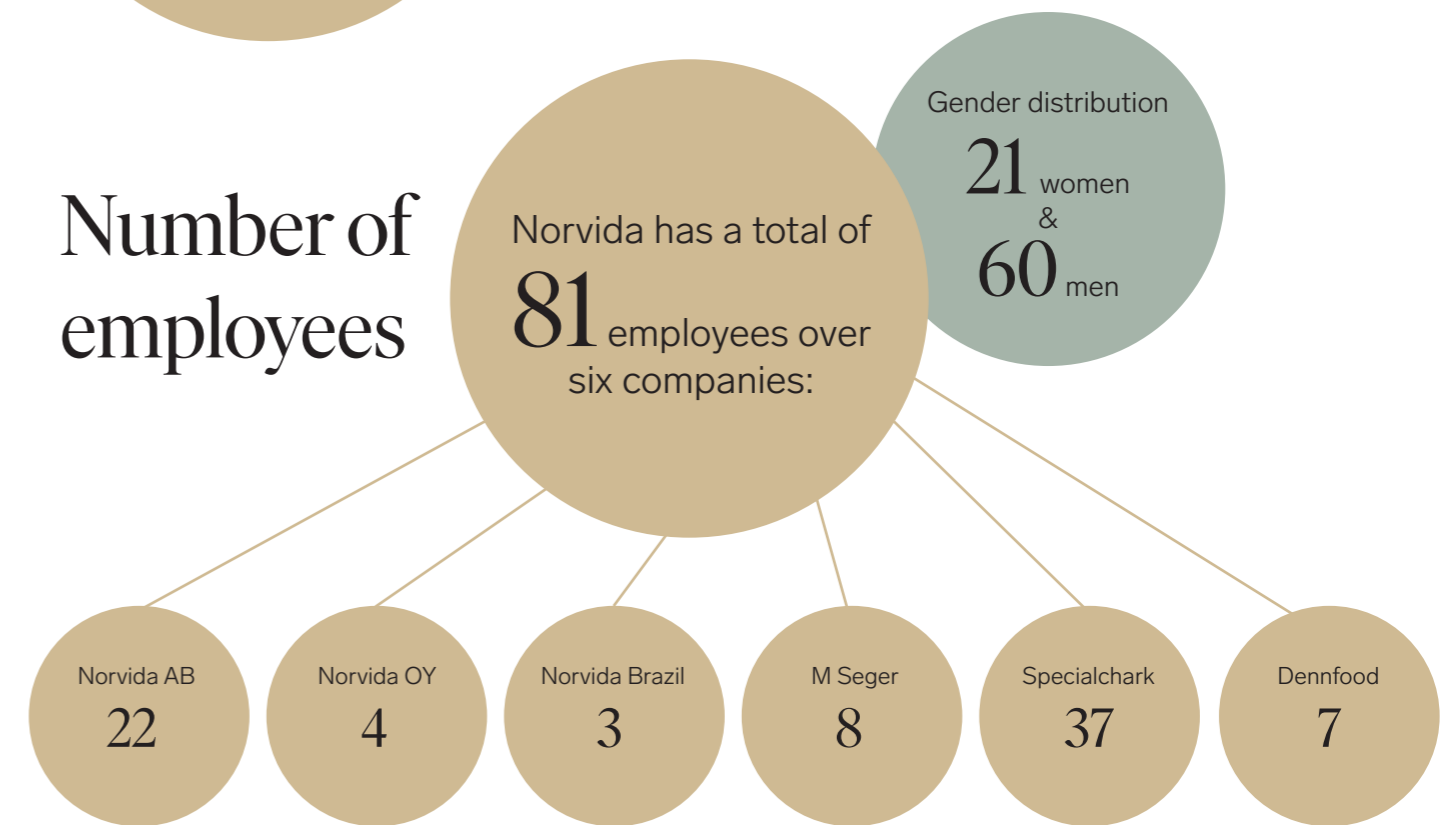 Number of
employees
Norvida has a total of
81 employees over
six companies:
Gender distribution
21 women
&
60 men
Norvida AB
22
Norvida OY
4
Norvida Brazil
3
M Seger
8
Specialchark
37
Dennfood
7